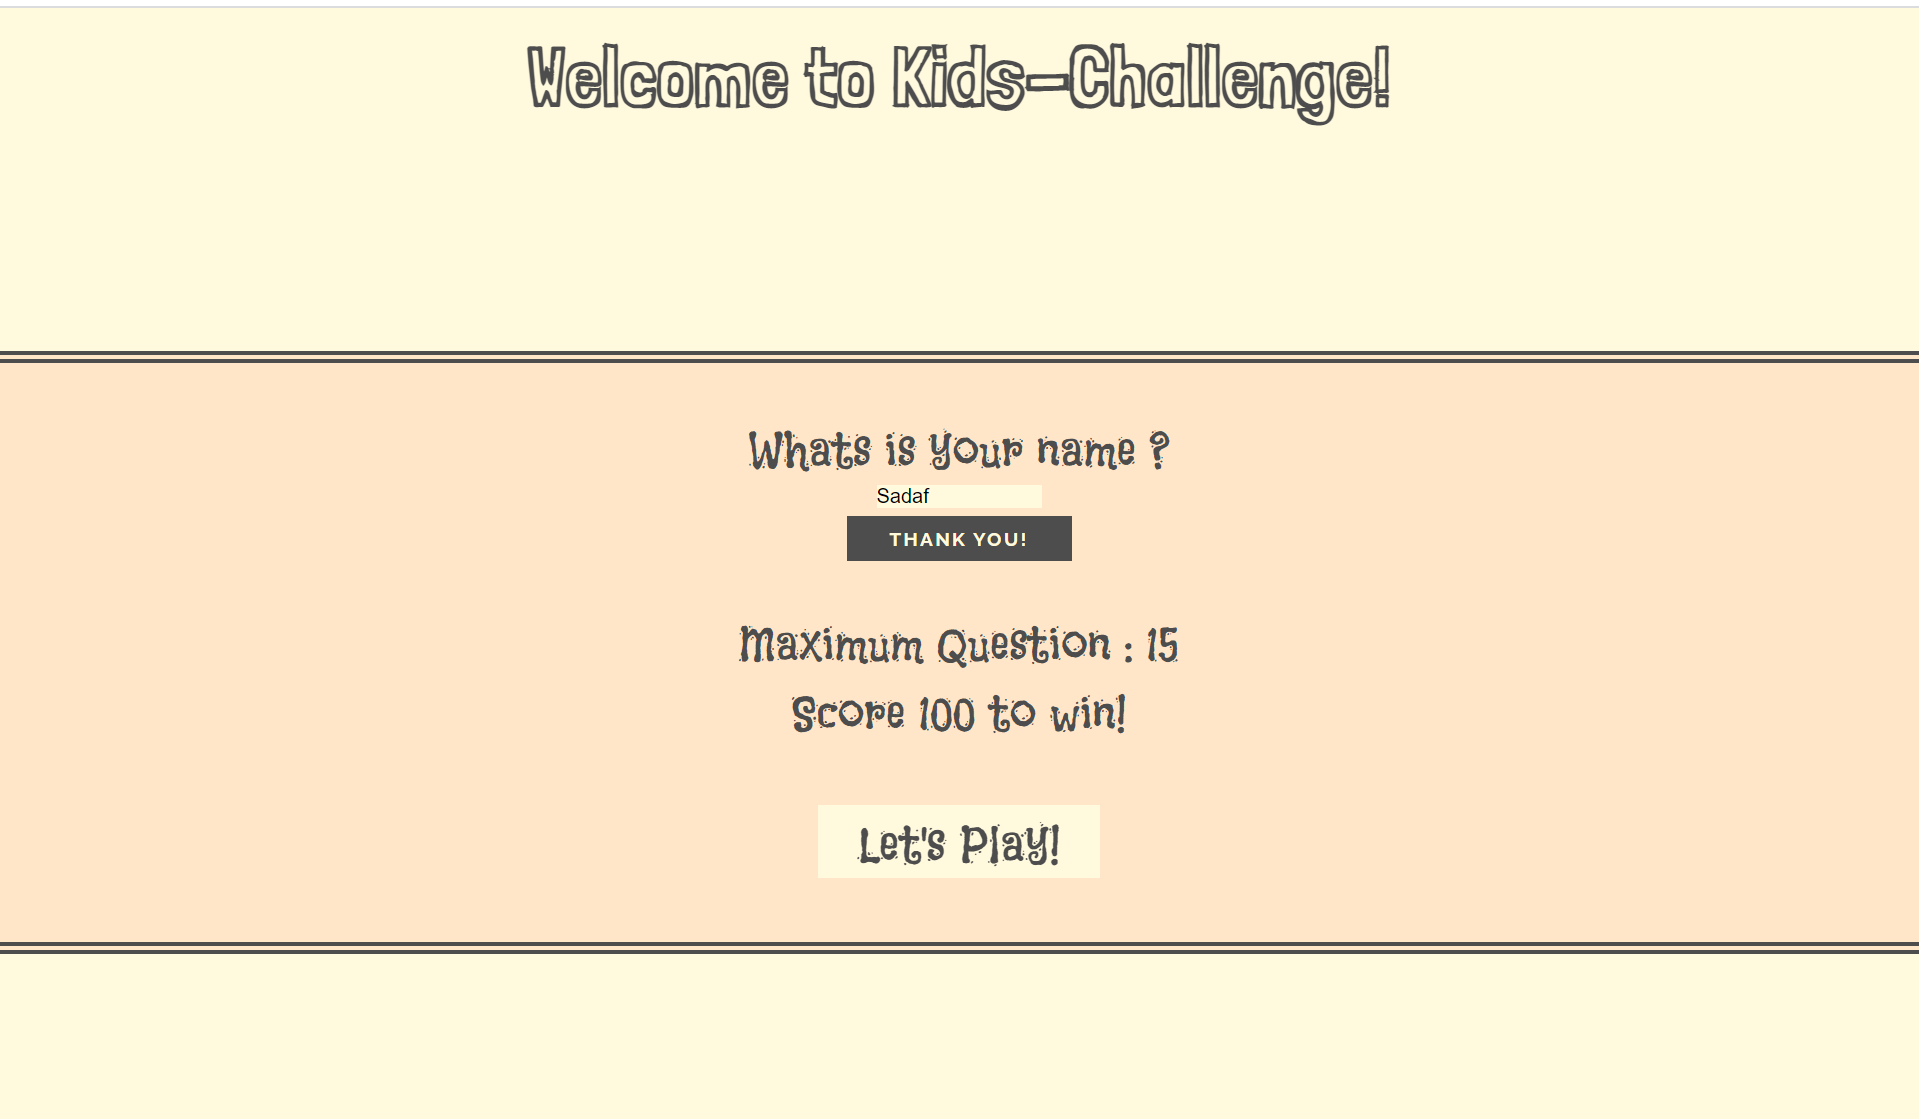 Welcome to Kids-Challenge!
Whats is your name ?
Sadaf
THANK YOU!
Maximum Question : 15
Score 100 to win!
Let's Play!